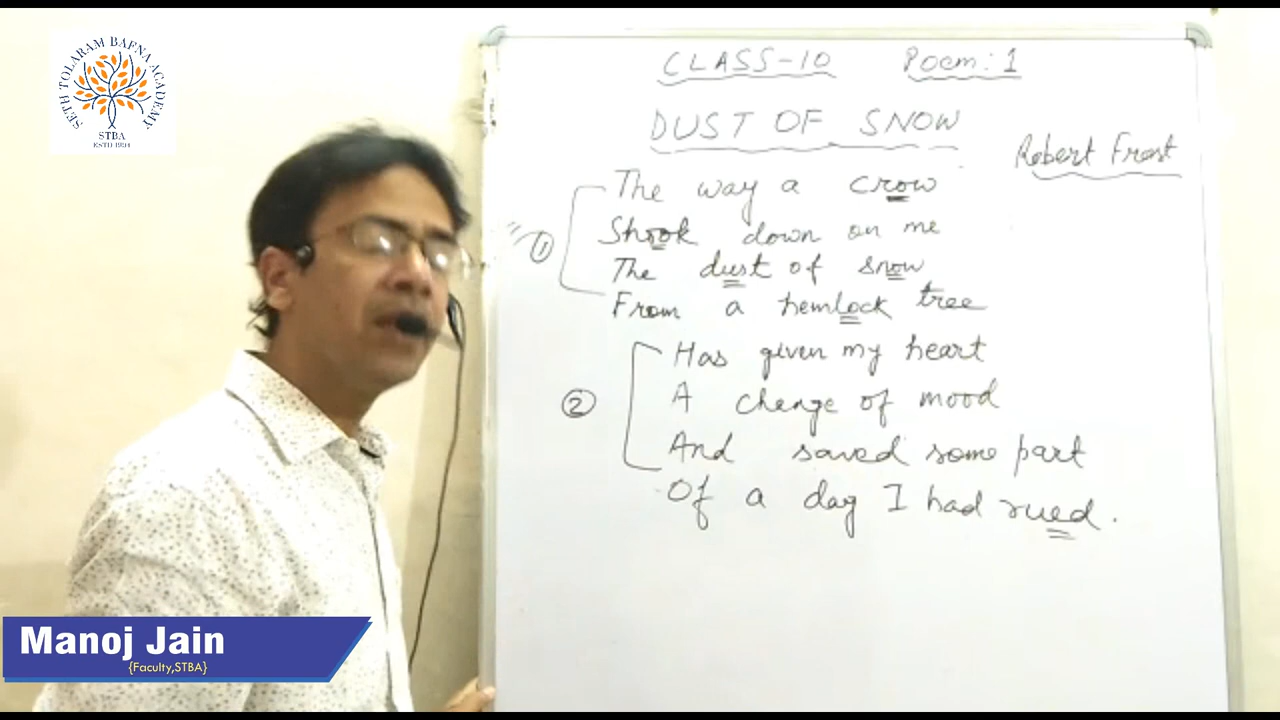 SETH TOLARAM BAFNA ACADEMY
STBA
ESTD 1994
CLASS-10 Poem: 1
DUST OF SNOW
Robert Frost
① The way a crow
Shook down on me
The dust of snow
From a hemlock tree
② Has given my heart
A change of mood
And saved some part
Of a day I had rued.
Manoj Jain
{Faculty,STBA}